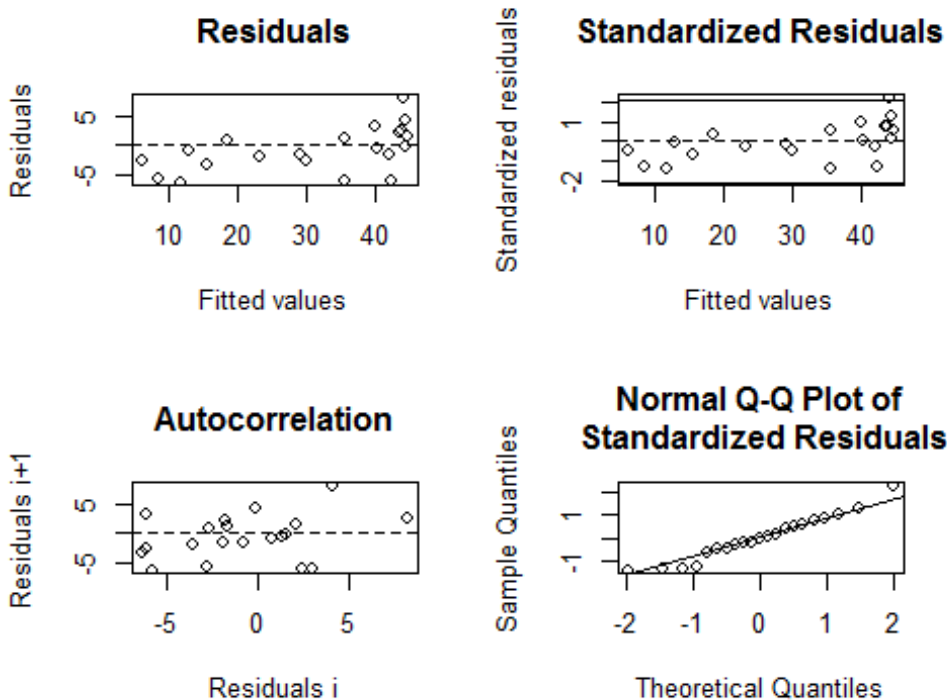 Residuals
Residuals
5
-5
10 20 30 40
Fitted values
Standardized Residuals
Standardized residuals
1
-2
10 20 30 40
Fitted values
Autocorrelation
Residuals i+1
5
-5
-5 0 5
Residuals i
Normal Q-Q Plot of
Standardized Residuals
Sample Quantiles
1
-1
-2 -1 0 1 2
Theoretical Quantiles